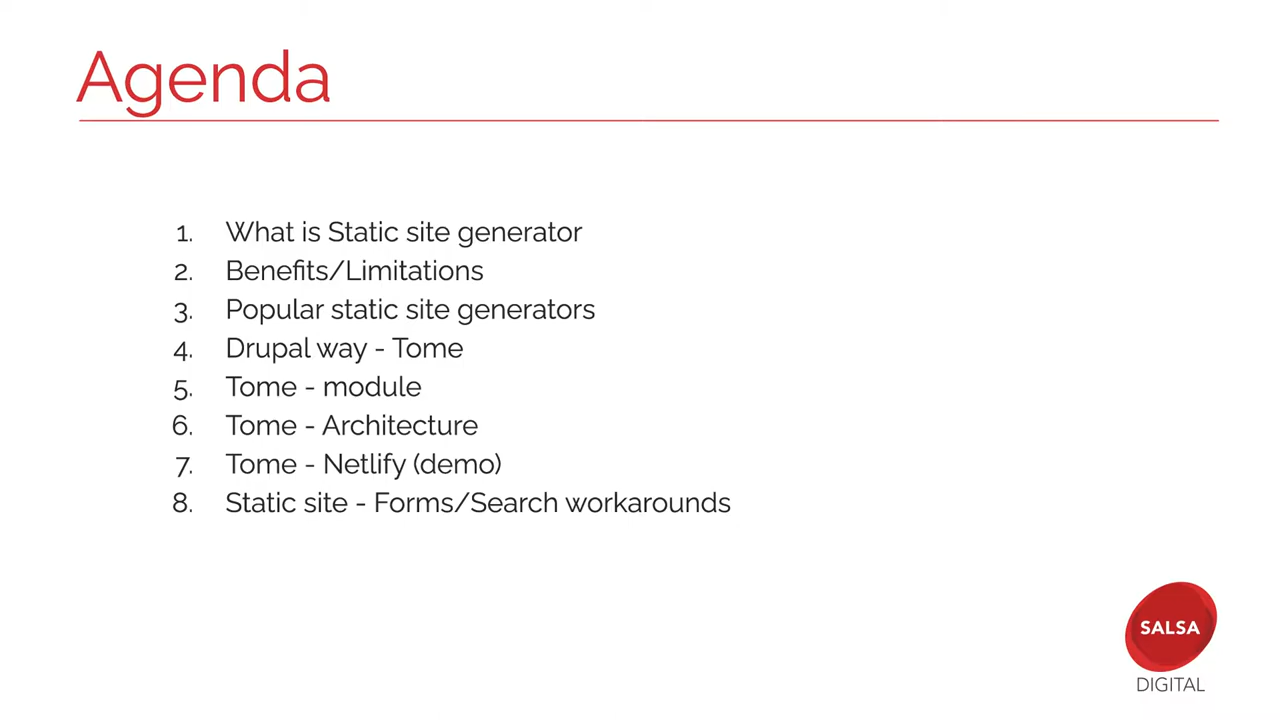 Agenda
1. What is Static site generator
2. Benefits/Limitations
3. Popular static site generators
4. Drupal way - Tome
5. Tome - module
6. Tome - Architecture
7. Tome - Netlify (demo)
8. Static site - Forms/Search workarounds
SALSA
DIGITAL